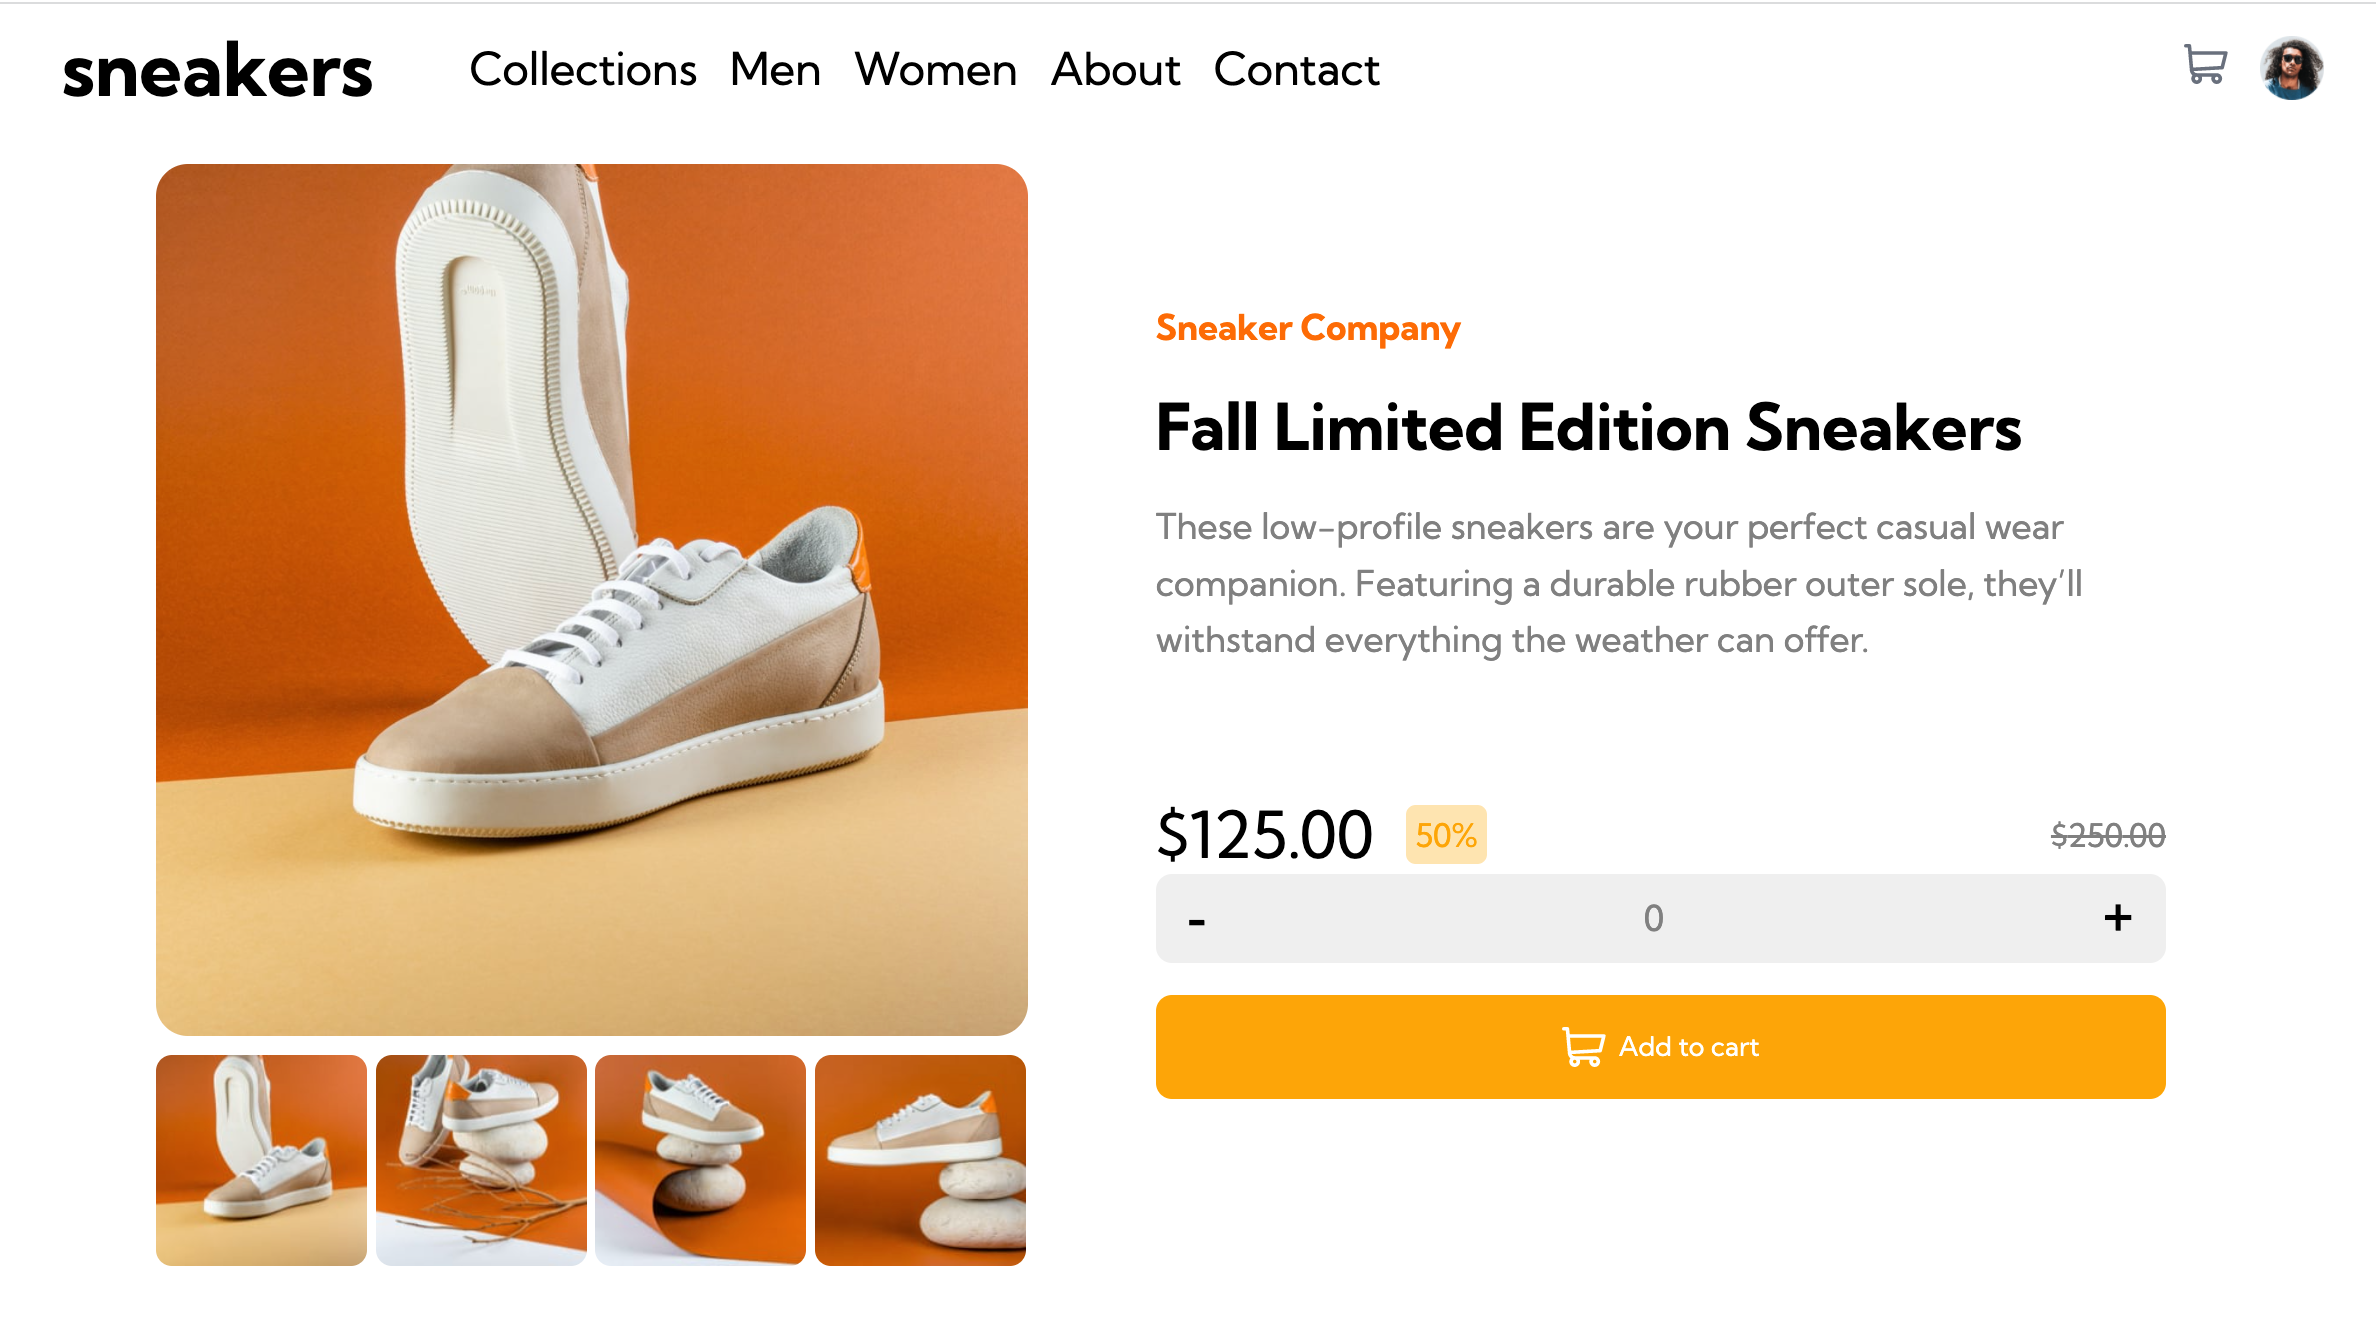 sneakers
Collections Men Women About Contact
Sneaker Company
Fall Limited Edition Sneakers
These low-profile sneakers are your perfect casual wear
companion. Featuring a durable rubber outer sole, they'll
withstand everything the weather can offer.
$125.00 50% $250.00
- 0 +
Add to cart